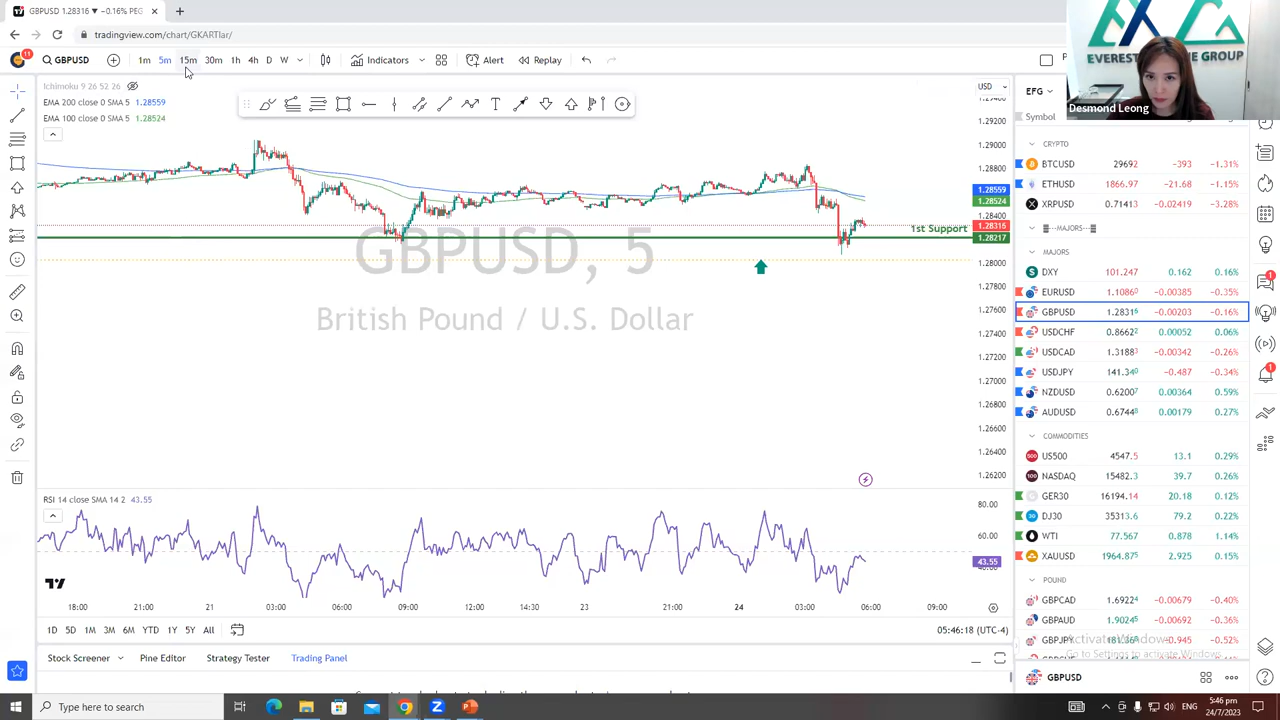 GBPUSD 1.28316 ▼ −0.16% PEG
tradingview.com/chart/GKARTIar/
EVEREST
GROUP
Desmond Leong
11
GBPUSD
1m 5m 15m 30m 1h 4h D W
Indicators
Alert
Replay
Ichimoku 9 26 52 26
EMA 200 close 0 SMA 5 1.28559
EMA 100 close 0 SMA 5 1.28524
USD
1.29200
1.29000
1.28800
1.28559
1.28524
1.28400
1.28316
1.28217
1.28000
1.27800
1.27600
1.27400
1.27200
1.27000
1.26800
1.26600
1.26400
1.26200
GBPUSD, 5
British Pound / U.S. Dollar
1st Support
RSI 14 close SMA 14 2 43.55
80.00
60.00
43.55
18:00 21:00 21 03:00 06:00 09:00 12:00 14:30 23 21:00 24 03:00 06:00 09:00
1D 5D 1M 3M 6M YTD 1Y 5Y All
05:46:18 (UTC-4)
Stock Screener Pine Editor Strategy Tester Trading Panel
EFG
Symbol
CRYPTO
BTCUSD 29692 −393 −1.31%
ETHUSD 1866.97 −21.68 −1.15%
XRPUSD 0.71413 −0.02419 −3.28%
MAJORS
MAJORS
DXY 101.247 0.162 0.16%
EURUSD 1.10860 −0.00385 −0.35%
GBPUSD 1.28316 −0.00203 −0.16%
USDCHF 0.86622 0.00052 0.06%
USDCAD 1.31883 −0.00342 −0.26%
USDJPY 141.340 −0.487 −0.34%
NZDUSD 0.62007 0.00364 0.59%
AUDUSD 0.67448 0.00179 0.27%
COMMODITIES
US500 4547.5 13.1 0.29%
NASDAQ 15482.3 39.7 0.26%
GER30 16194.14 20.18 0.12%
DJ30 35313.6 79.2 0.22%
WTI 77.567 0.878 1.14%
XAUUSD 1964.875 2.925 0.15%
POUND
GBPCAD 1.69224 −0.00679 −0.40%
GBPAUD 1.90245 −0.00692 −0.36%
GBPJPY −0.945 −0.52%
Activate Windows
Go to Settings to activate Windows.
GBPUSD
Type here to search
5:46 PM
24/7/2023